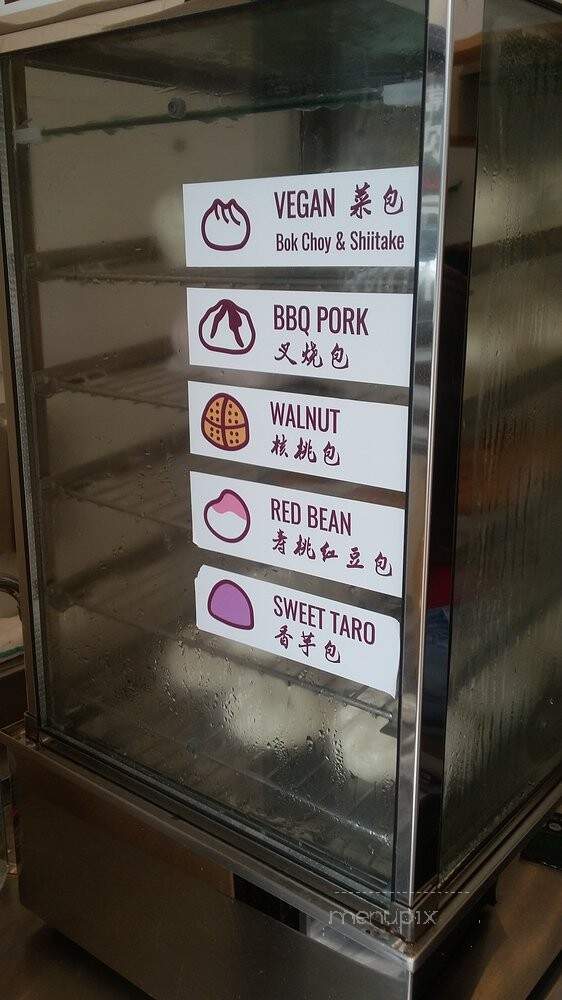 VEGAN 菜包
Bok Choy & Shiitake
BBQ PORK
叉烧包
WALNUT
核桃包
RED BEAN
寿桃红豆包
SWEET TARO
香芋包
menupix